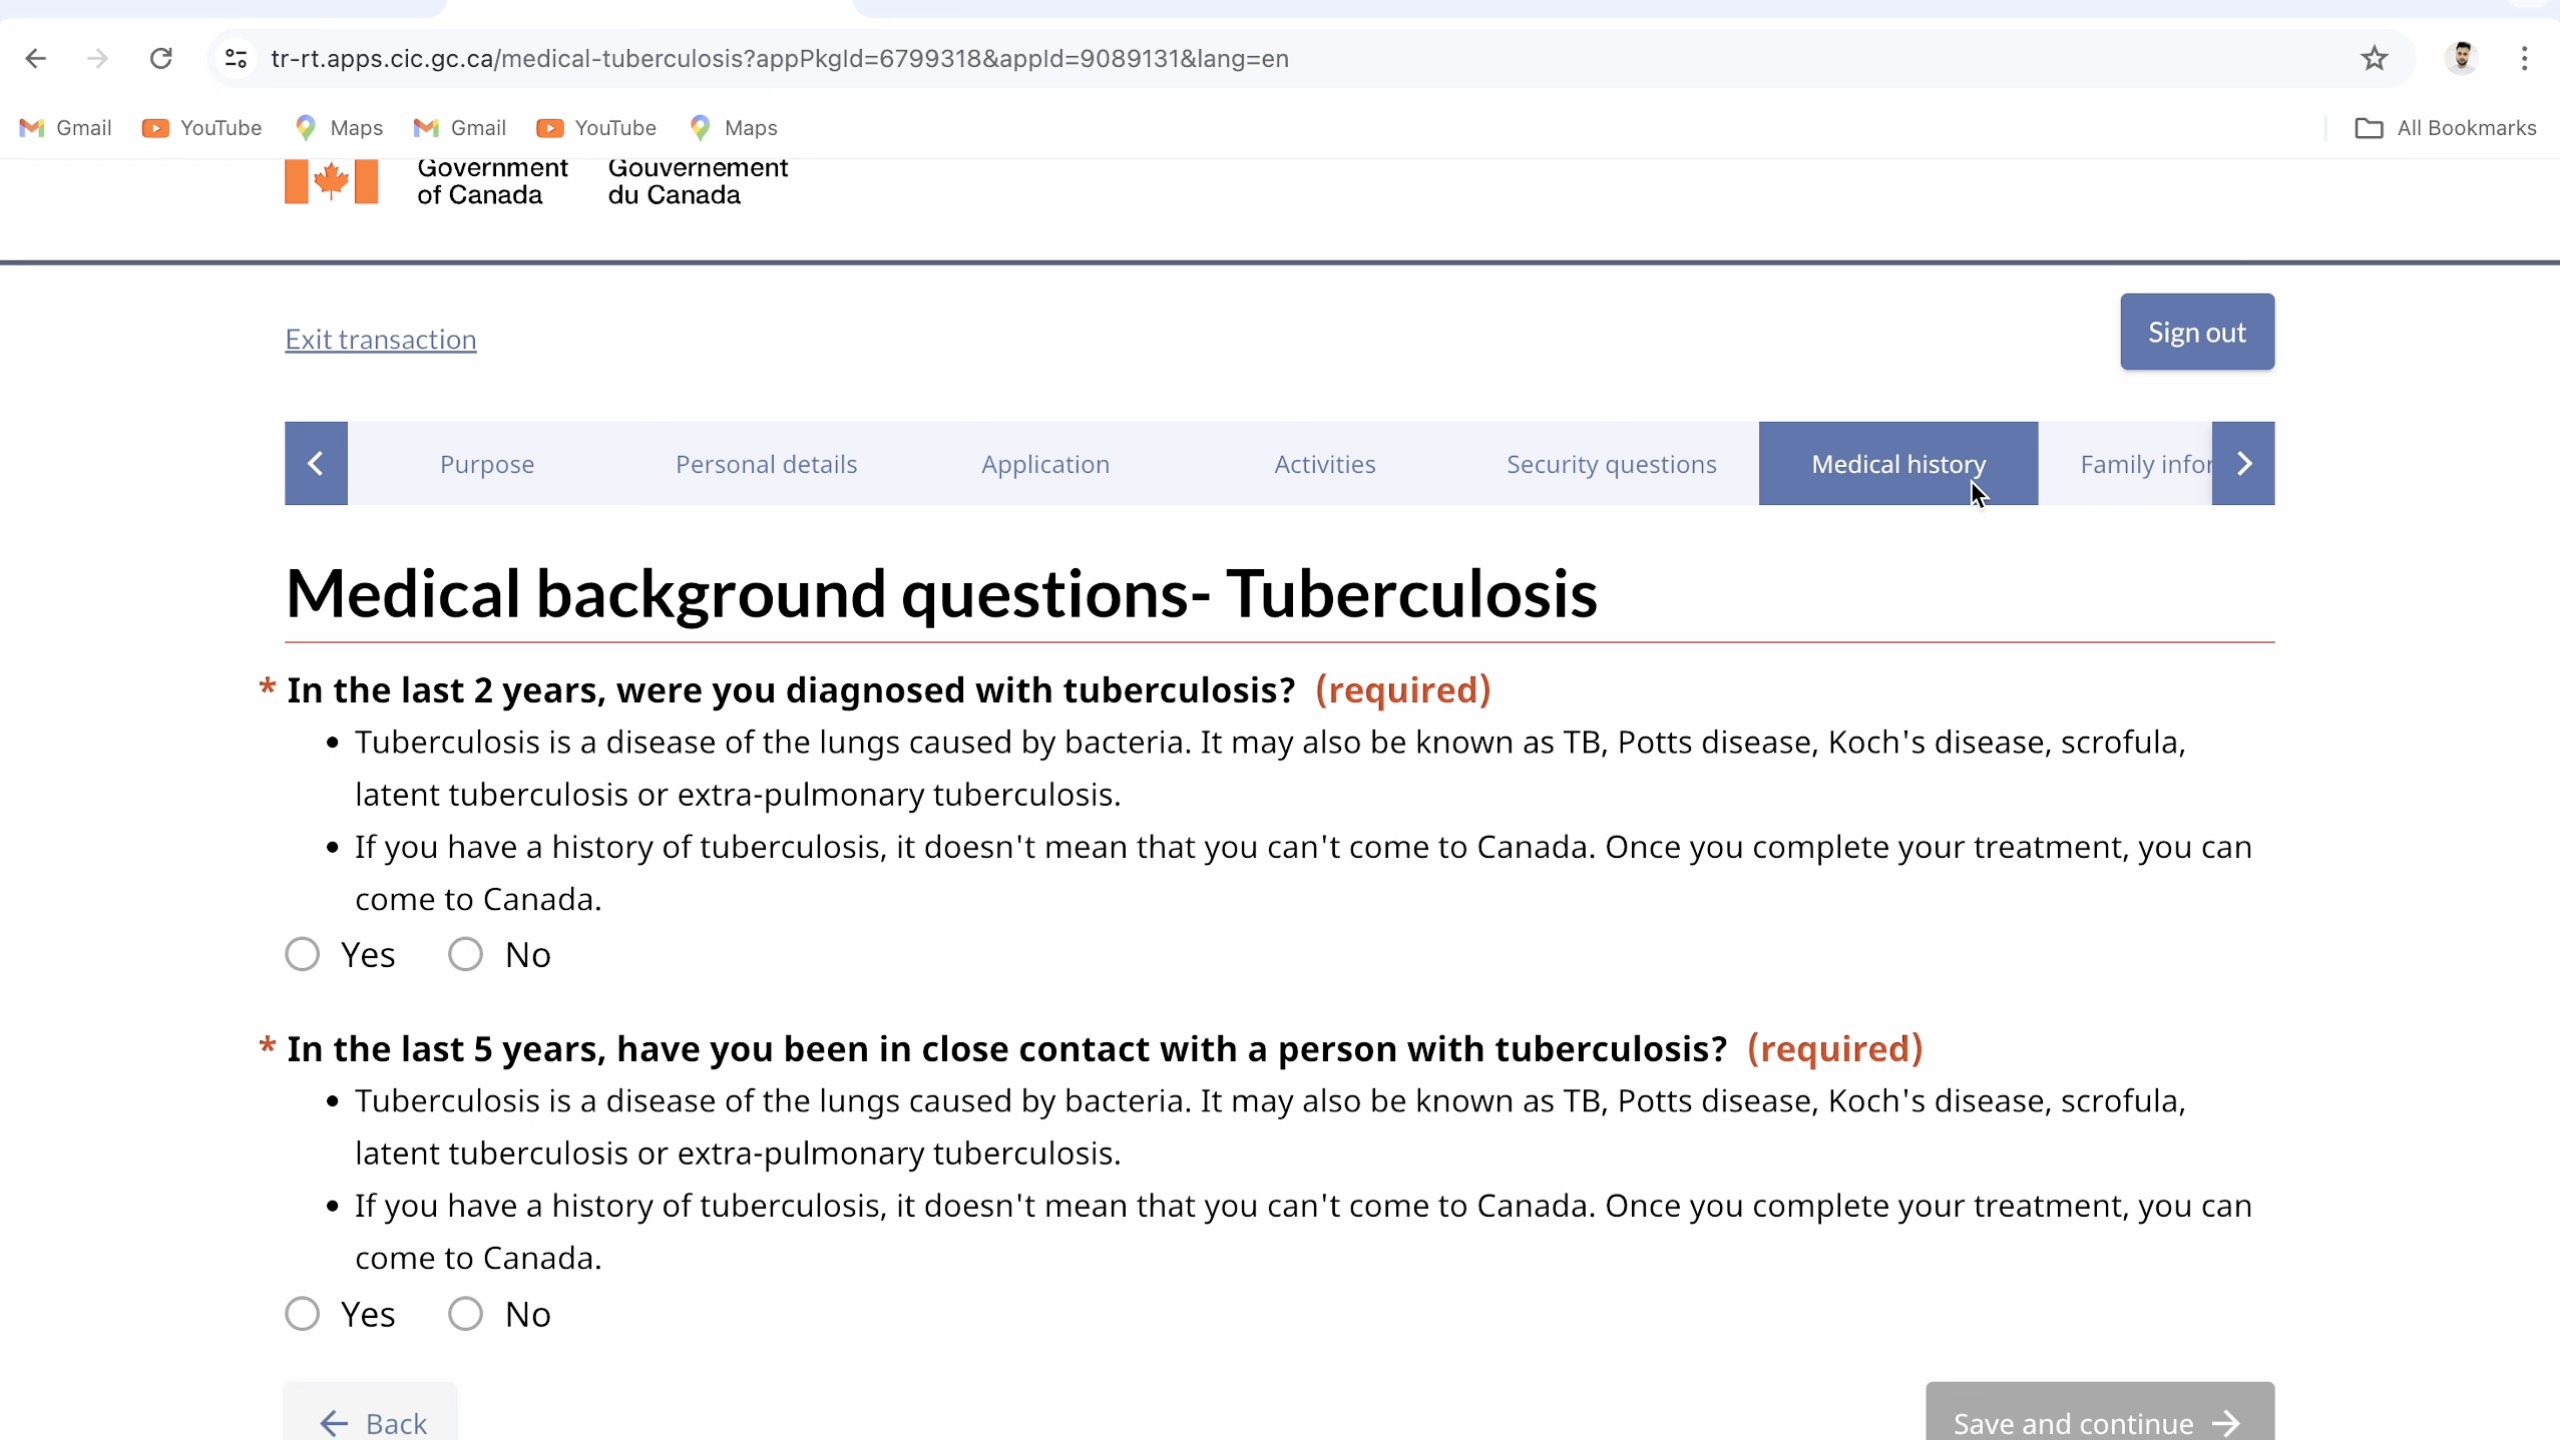 tr-rt.apps.cic.gc.ca/medical-tuberculosis?appPkgId=6799318&appId=9089131&lang=en
Gmail YouTube Maps Gmail YouTube Maps All Bookmarks
Government Gouvernement
of Canada du Canada
Exit transaction
Sign out
Purpose Personal details Application Activities Security questions Medical history Family infor
Medical background questions- Tuberculosis
* In the last 2 years, were you diagnosed with tuberculosis? (required)
• Tuberculosis is a disease of the lungs caused by bacteria. It may also be known as TB, Potts disease, Koch's disease, scrofula,
latent tuberculosis or extra-pulmonary tuberculosis.
• If you have a history of tuberculosis, it doesn't mean that you can't come to Canada. Once you complete your treatment, you can
come to Canada.
Yes No
* In the last 5 years, have you been in close contact with a person with tuberculosis? (required)
• Tuberculosis is a disease of the lungs caused by bacteria. It may also be known as TB, Potts disease, Koch's disease, scrofula,
latent tuberculosis or extra-pulmonary tuberculosis.
• If you have a history of tuberculosis, it doesn't mean that you can't come to Canada. Once you complete your treatment, you can
come to Canada.
Yes No
Back Save and continue